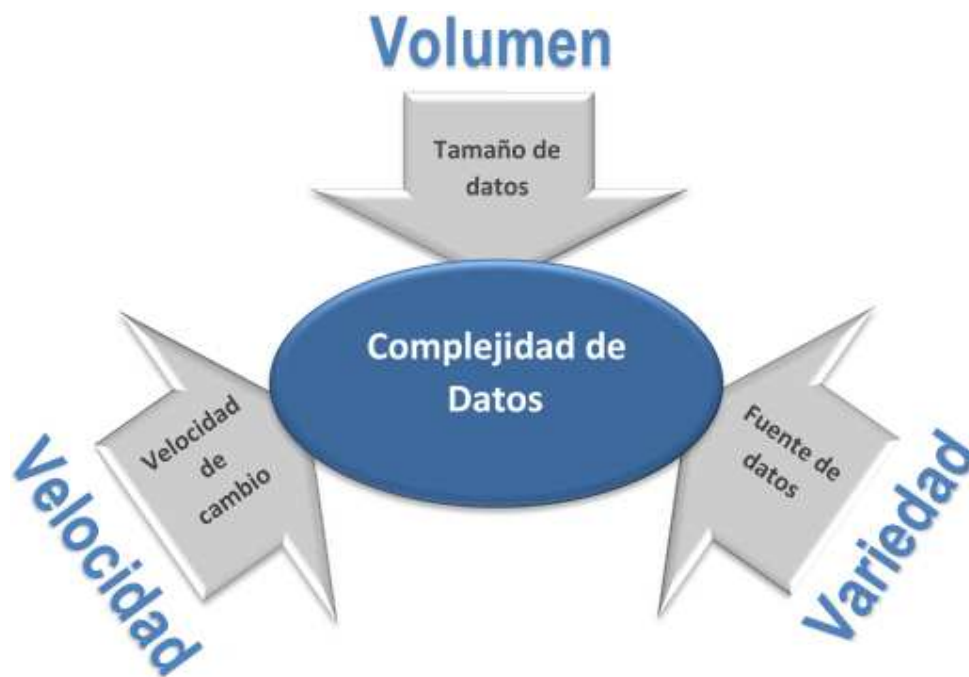 Volumen
Tamaño de
datos
Complejidad de
Datos
Velocidad
de
cambio
Velocidad
Fuente de
datos
Variedad